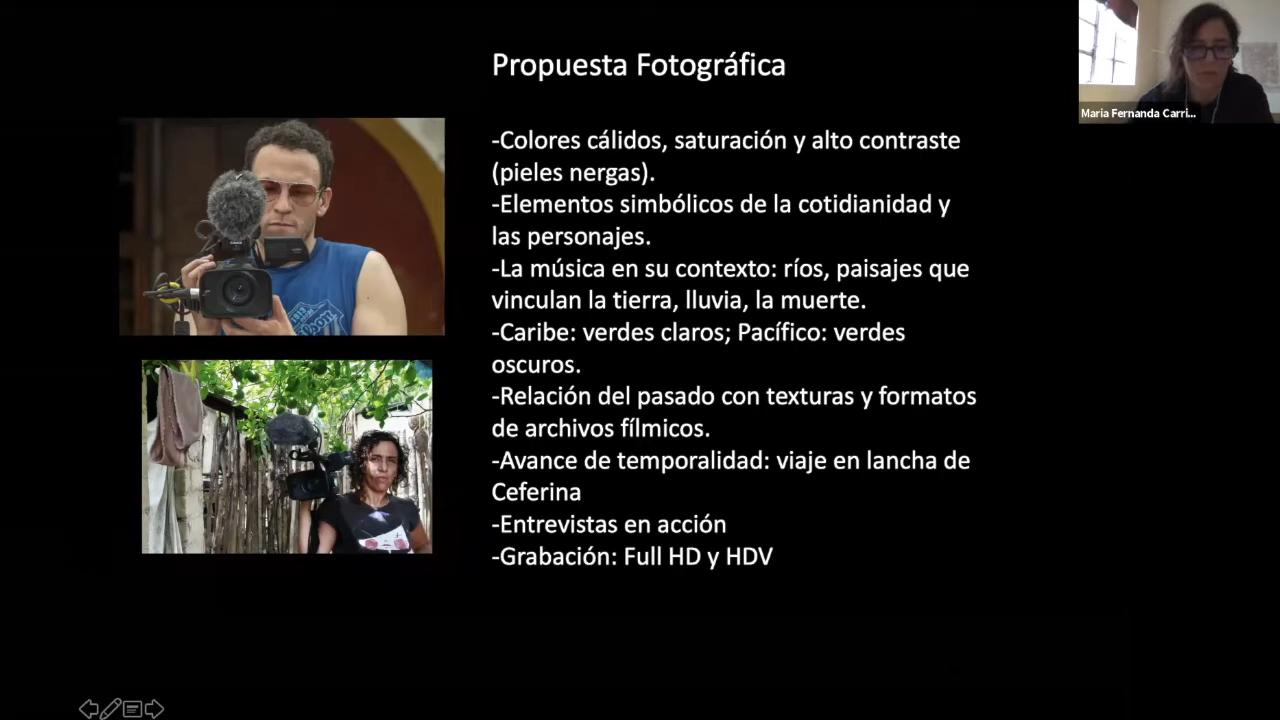 Propuesta Fotográfica
-Colores cálidos, saturación y alto contraste
(pieles nergas).
-Elementos simbólicos de la cotidianidad y
las personajes.
-La música en su contexto: ríos, paisajes que
vinculan la tierra, lluvia, la muerte.
-Caribe: verdes claros; Pacífico: verdes
oscuros.
-Relación del pasado con texturas y formatos
de archivos fílmicos.
-Avance de temporalidad: viaje en lancha de
Ceferina
-Entrevistas en acción
-Grabación: Full HD y HDV
Maria Fernanda Carri...